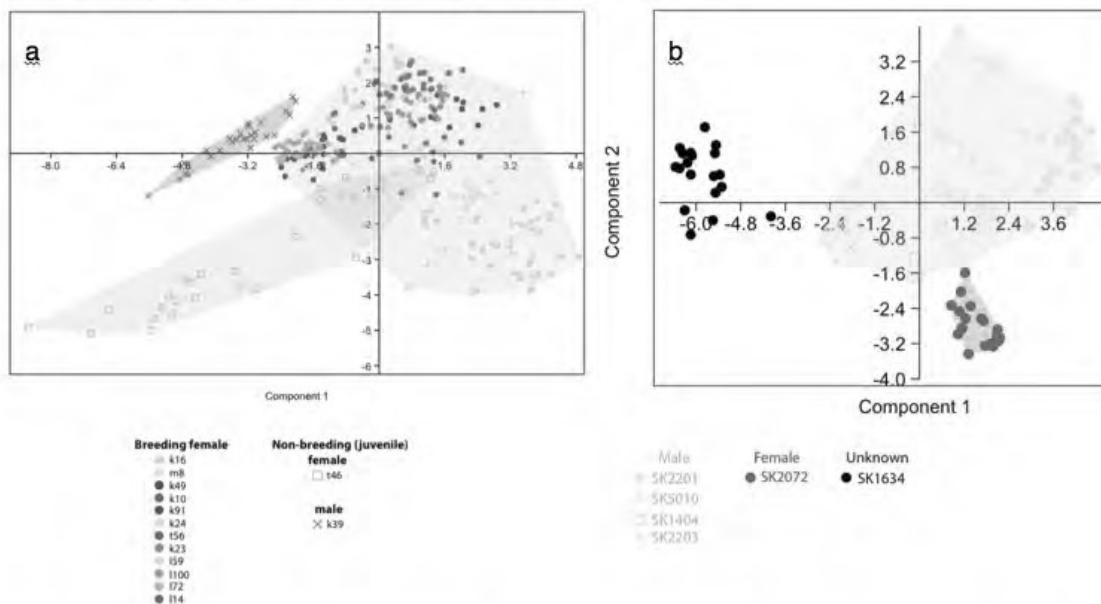 a
3
2
1
-8.0 -6.4 -4.8 -3.2 -1.6 1.6 3.2 4.8
-1
-2
-3
-4
-5
-6
Component 1
Breeding female
k16
m8
k49
k10
k91
k24
t56
k23
l59
l100
l72
l14
Non-breeding (juvenile)
female
t46
male
k39
b
Component 2
3.2
2.4
1.6
0.8
-6.0 -4.8 -3.6 -2.4 1.2 2.4 3.6
-0.8
-1.6
-2.4
-3.2
-4.0
Component 1
Male
SK2201
SK5010
SK1404
SK2203
Female
SK2072
Unknown
SK1634